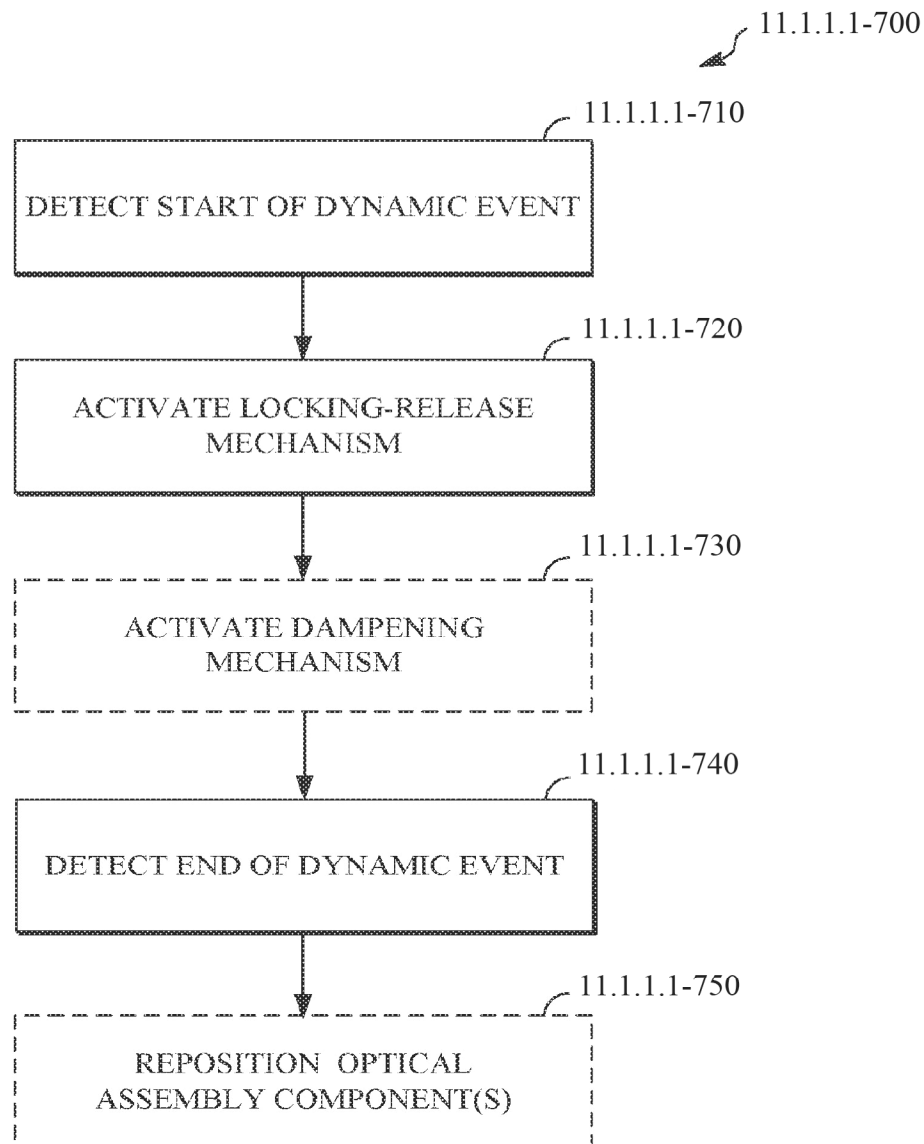 11.1.1.1-700
11.1.1.1-710
DETECT START OF DYNAMIC EVENT
11.1.1.1-720
ACTIVATE LOCKING-RELEASE
MECHANISM
11.1.1.1-730
ACTIVATE DAMPENING
MECHANISM
11.1.1.1-740
DETECT END OF DYNAMIC EVENT
11.1.1.1-750
REPOSITION OPTICAL
ASSEMBLY COMPONENT(S)